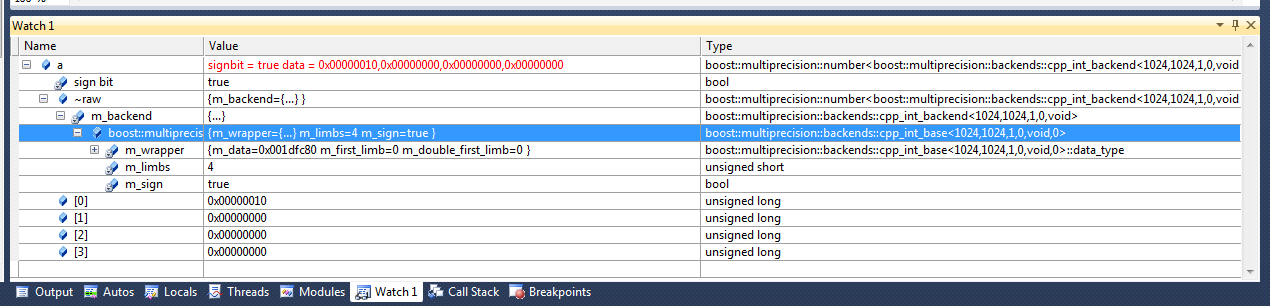 Watch 1
Name Value Type
a signbit = true data = 0x00000010,0x00000000,0x00000000,0x00000000 boost::multiprecision::number<boost::multiprecision::backends::cpp_int_backend<1024,1024,1,0,void
sign bit true bool
~raw {m_backend={...} } boost::multiprecision::number<boost::multiprecision::backends::cpp_int_backend<1024,1024,1,0,void
m_backend {...} boost::multiprecision::backends::cpp_int_backend<1024,1024,1,0,void>
boost::multiprecis {m_wrapper={...} m_limbs=4 m_sign=true } boost::multiprecision::backends::cpp_int_base<1024,1024,1,0,void,0>
m_wrapper {m_data=0x001dfc80 m_first_limb=0 m_double_first_limb=0 } boost::multiprecision::backends::cpp_int_base<1024,1024,1,0,void,0>::data_type
m_limbs 4 unsigned short
m_sign true bool
[0] 0x00000010 unsigned long
[1] 0x00000000 unsigned long
[2] 0x00000000 unsigned long
[3] 0x00000000 unsigned long
Output Autos Locals Threads Modules Watch 1 Call Stack Breakpoints